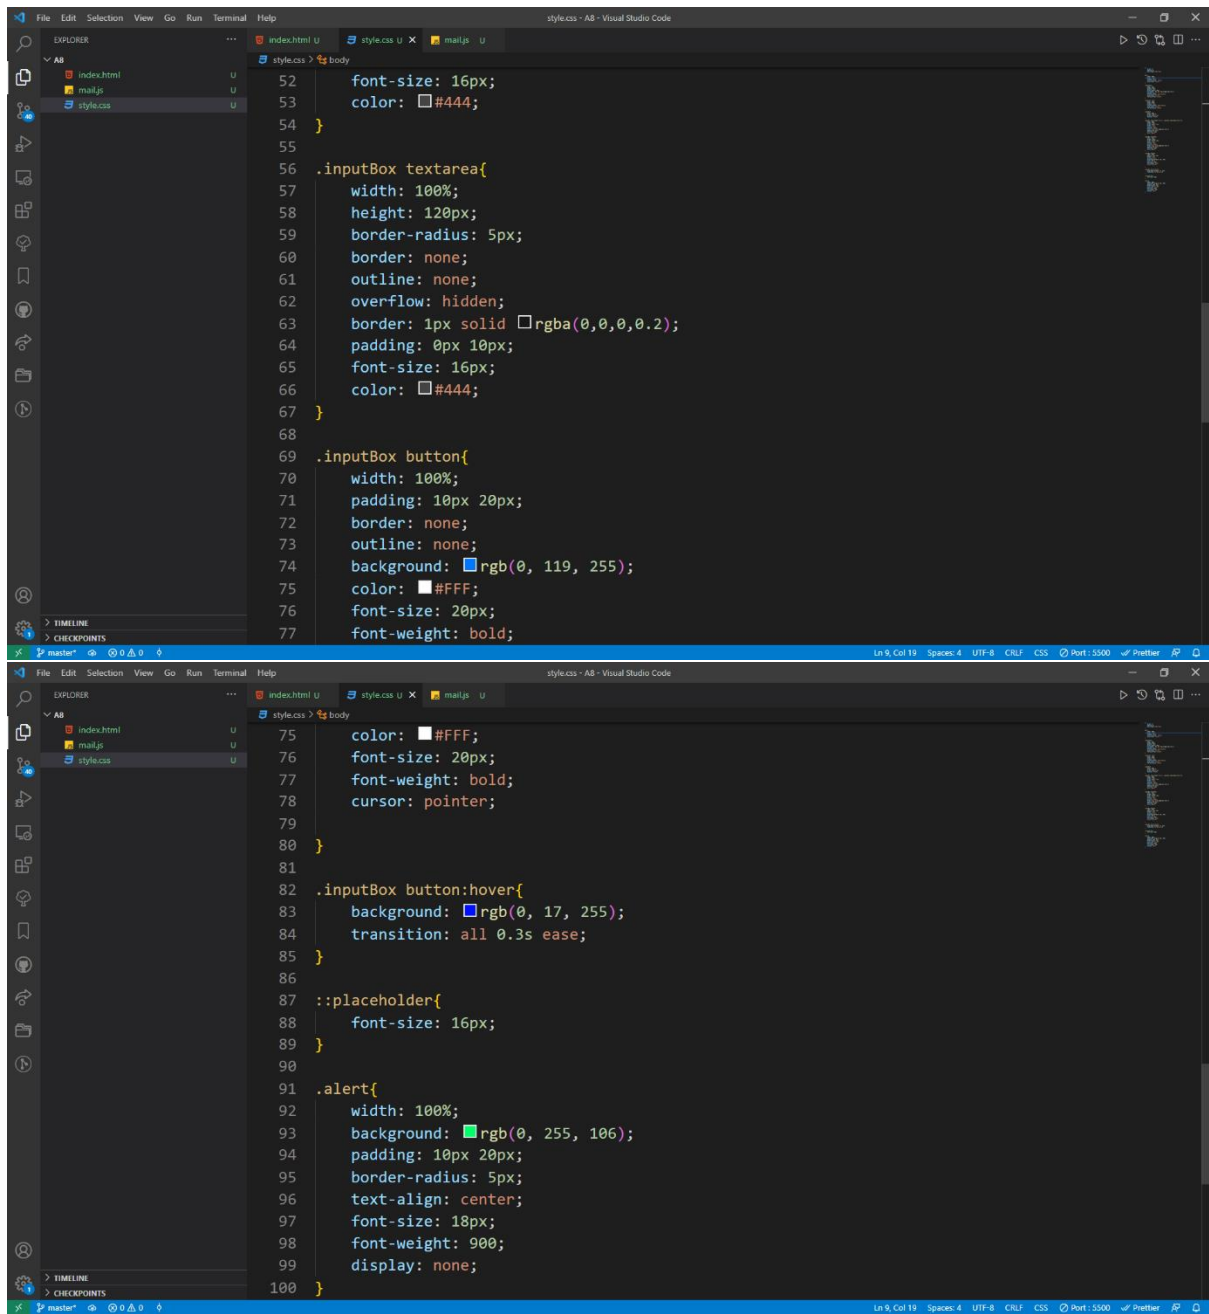 File Edit Selection View Go Run Terminal Help style.css - A8 - Visual Studio Code
EXPLORER ... index.html U style.css U mail.js U
A8 style.css > body
index.html U
mail.js U
style.css U
52 font-size: 16px;
53 color: #444;
54 }
55
56 .inputBox textarea{
57 width: 100%;
58 height: 120px;
59 border-radius: 5px;
60 border: none;
61 outline: none;
62 overflow: hidden;
63 border: 1px solid rgba(0,0,0,0.2);
64 padding: 0px 10px;
65 font-size: 16px;
66 color: #444;
67 }
68
69 .inputBox button{
70 width: 100%;
71 padding: 10px 20px;
72 border: none;
73 outline: none;
74 background: rgb(0, 119, 255);
75 color: #FFF;
76 font-size: 20px;
77 font-weight: bold;
TIMELINE
CHECKPOINTS
master* 0 0 Ln 9, Col 19 Spaces: 4 UTF-8 CRLF CSS Port : 5500 Prettier
File Edit Selection View Go Run Terminal Help style.css - A8 - Visual Studio Code
EXPLORER ... index.html U style.css U mail.js U
A8 style.css > body
index.html U
mail.js U
style.css U
75 color: #FFF;
76 font-size: 20px;
77 font-weight: bold;
78 cursor: pointer;
79
80 }
81
82 .inputBox button:hover{
83 background: rgb(0, 17, 255);
84 transition: all 0.3s ease;
85 }
86
87 ::placeholder{
88 font-size: 16px;
89 }
90
91 .alert{
92 width: 100%;
93 background: rgb(0, 255, 106);
94 padding: 10px 20px;
95 border-radius: 5px;
96 text-align: center;
97 font-size: 18px;
98 font-weight: 900;
99 display: none;
100 }
TIMELINE
CHECKPOINTS
master* 0 0 Ln 9, Col 19 Spaces: 4 UTF-8 CRLF CSS Port : 5500 Prettier